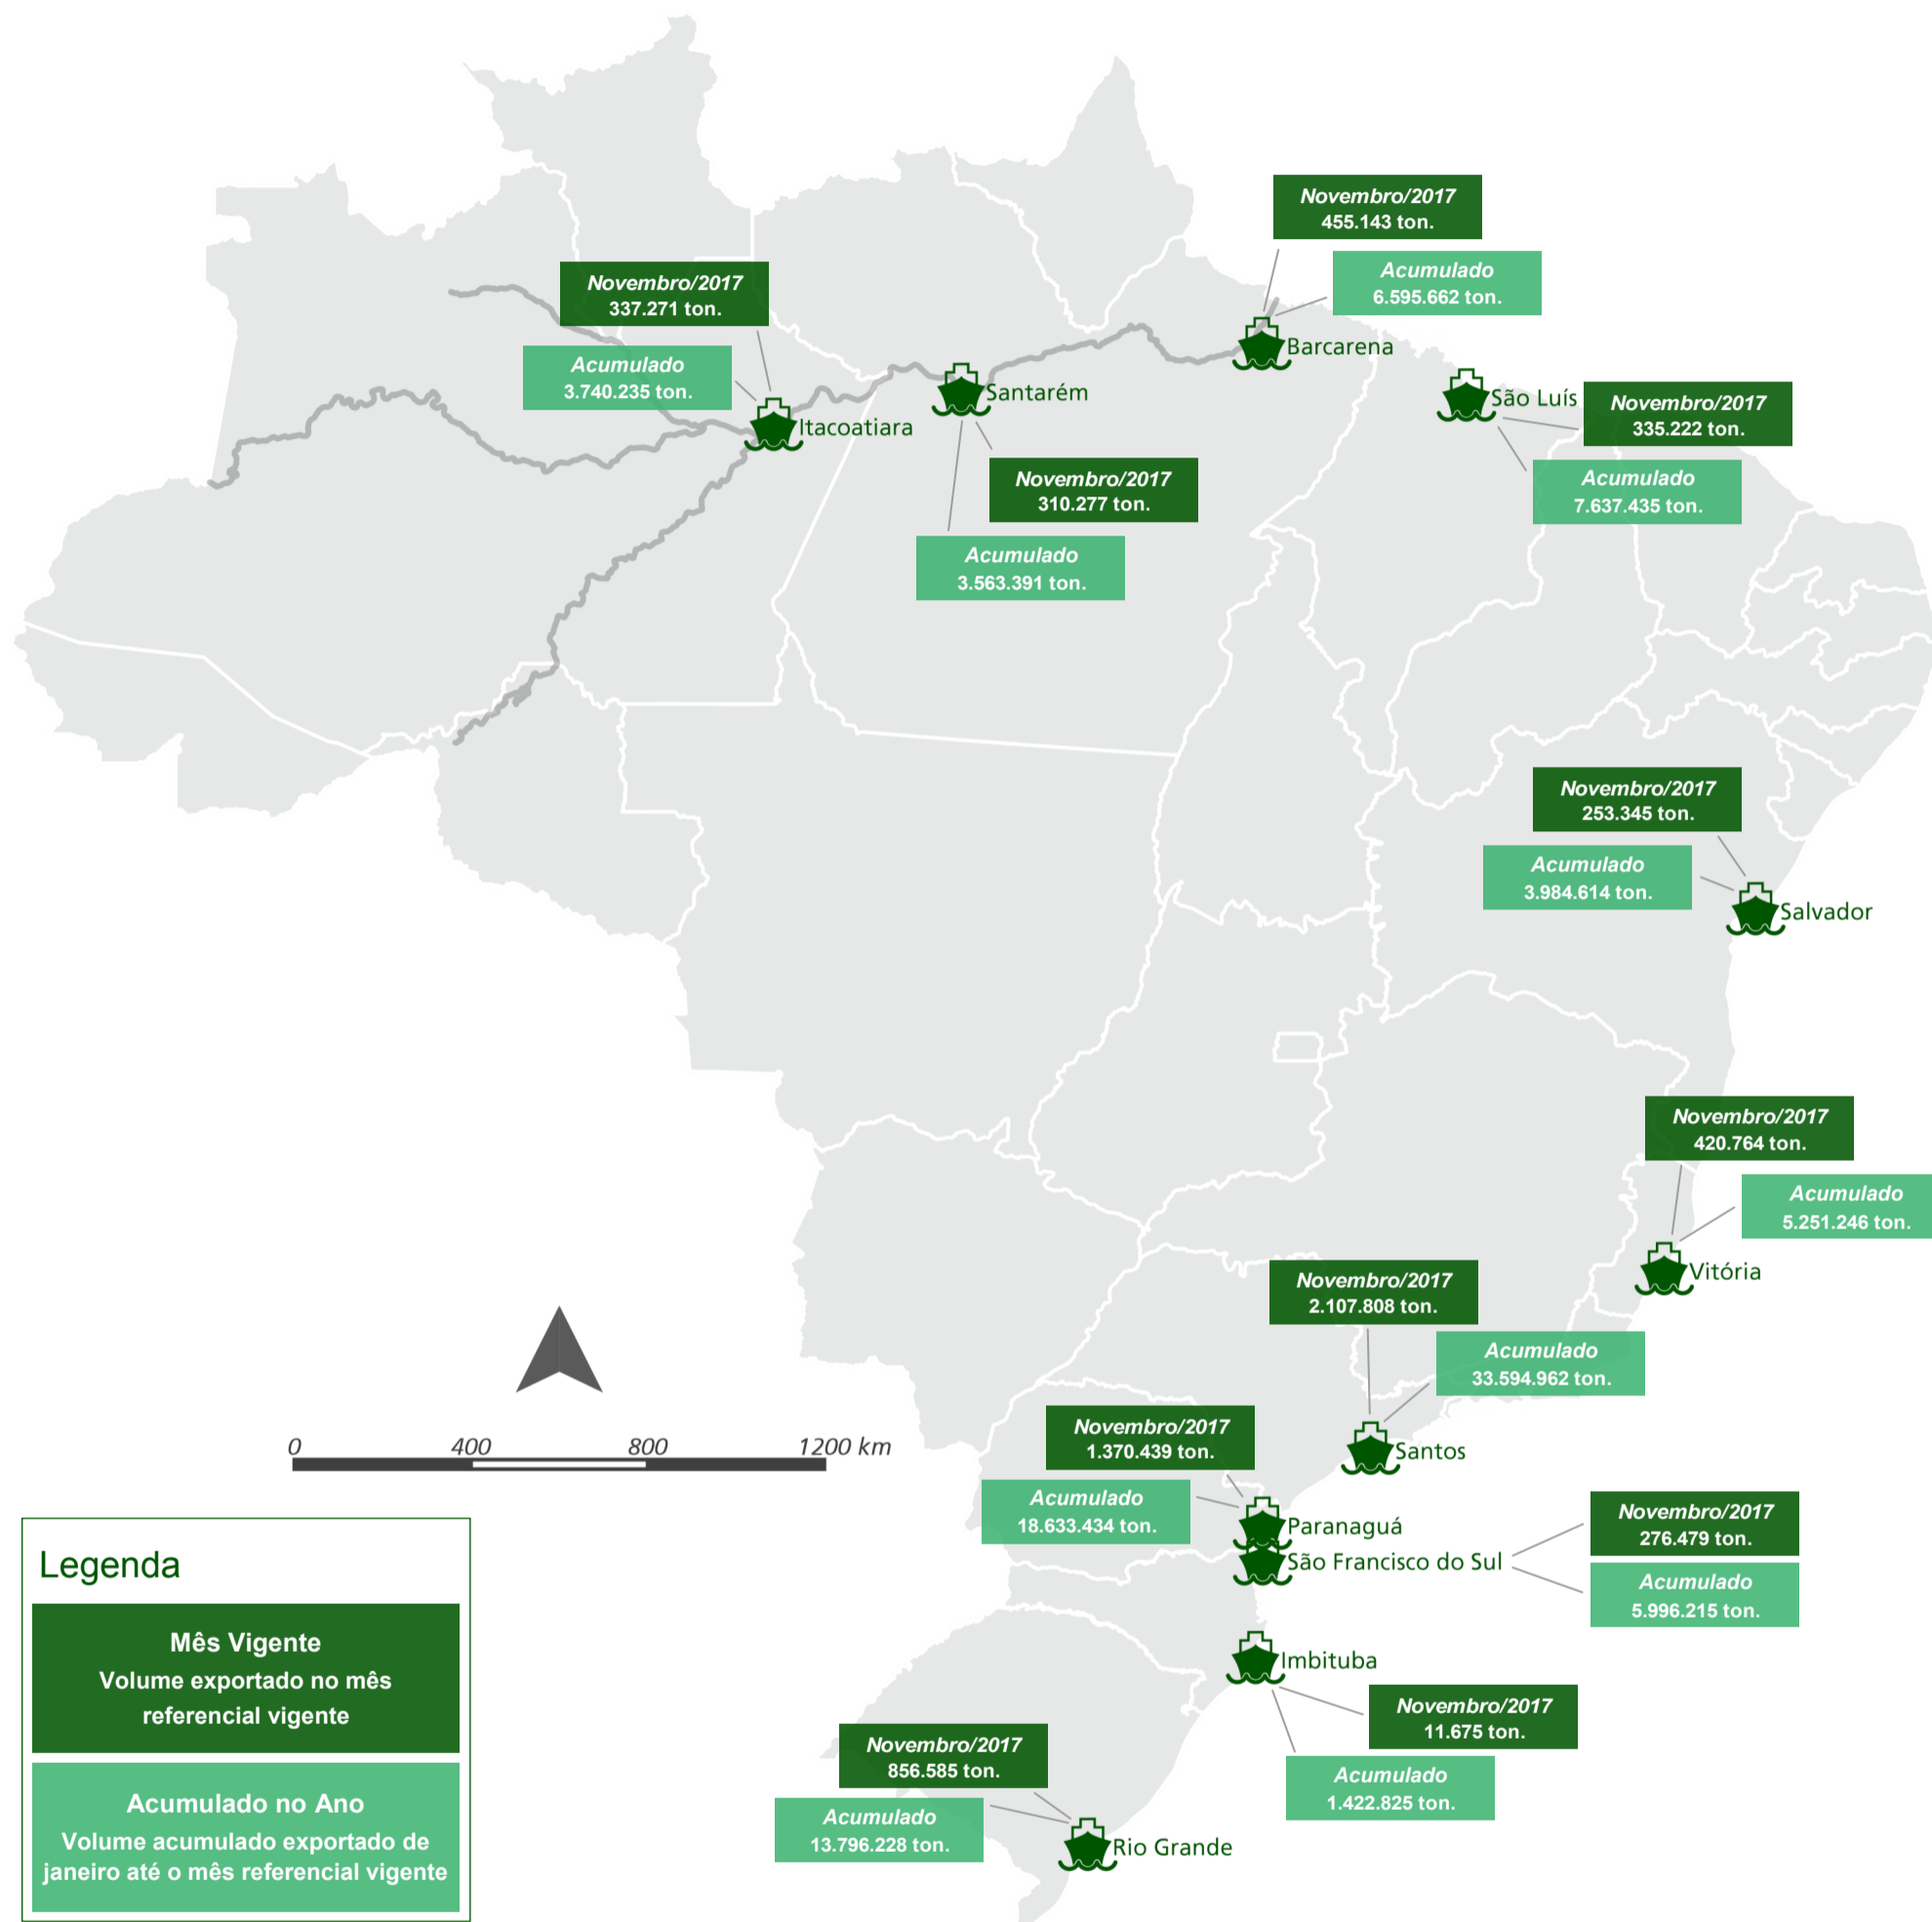 Novembro/2017
455.143 ton.
Acumulado
6.595.662 ton.
Barcarena
Novembro/2017
337.271 ton.
Acumulado
3.740.235 ton.
Itacoatiara
Santarém
Novembro/2017
310.277 ton.
Acumulado
3.563.391 ton.
São Luís
Novembro/2017
335.222 ton.
Acumulado
7.637.435 ton.
Novembro/2017
253.345 ton.
Acumulado
3.984.614 ton.
Salvador
Novembro/2017
420.764 ton.
Acumulado
5.251.246 ton.
Vitória
Novembro/2017
2.107.808 ton.
Acumulado
33.594.962 ton.
Santos
Novembro/2017
1.370.439 ton.
Acumulado
18.633.434 ton.
Paranaguá
São Francisco do Sul
Novembro/2017
276.479 ton.
Acumulado
5.996.215 ton.
Imbituba
Novembro/2017
11.675 ton.
Acumulado
1.422.825 ton.
Novembro/2017
856.585 ton.
Acumulado
13.796.228 ton.
Rio Grande
0 400 800 1200 km
Legenda
Mês Vigente
Volume exportado no mês
referencial vigente
Acumulado no Ano
Volume acumulado exportado de
janeiro até o mês referencial vigente